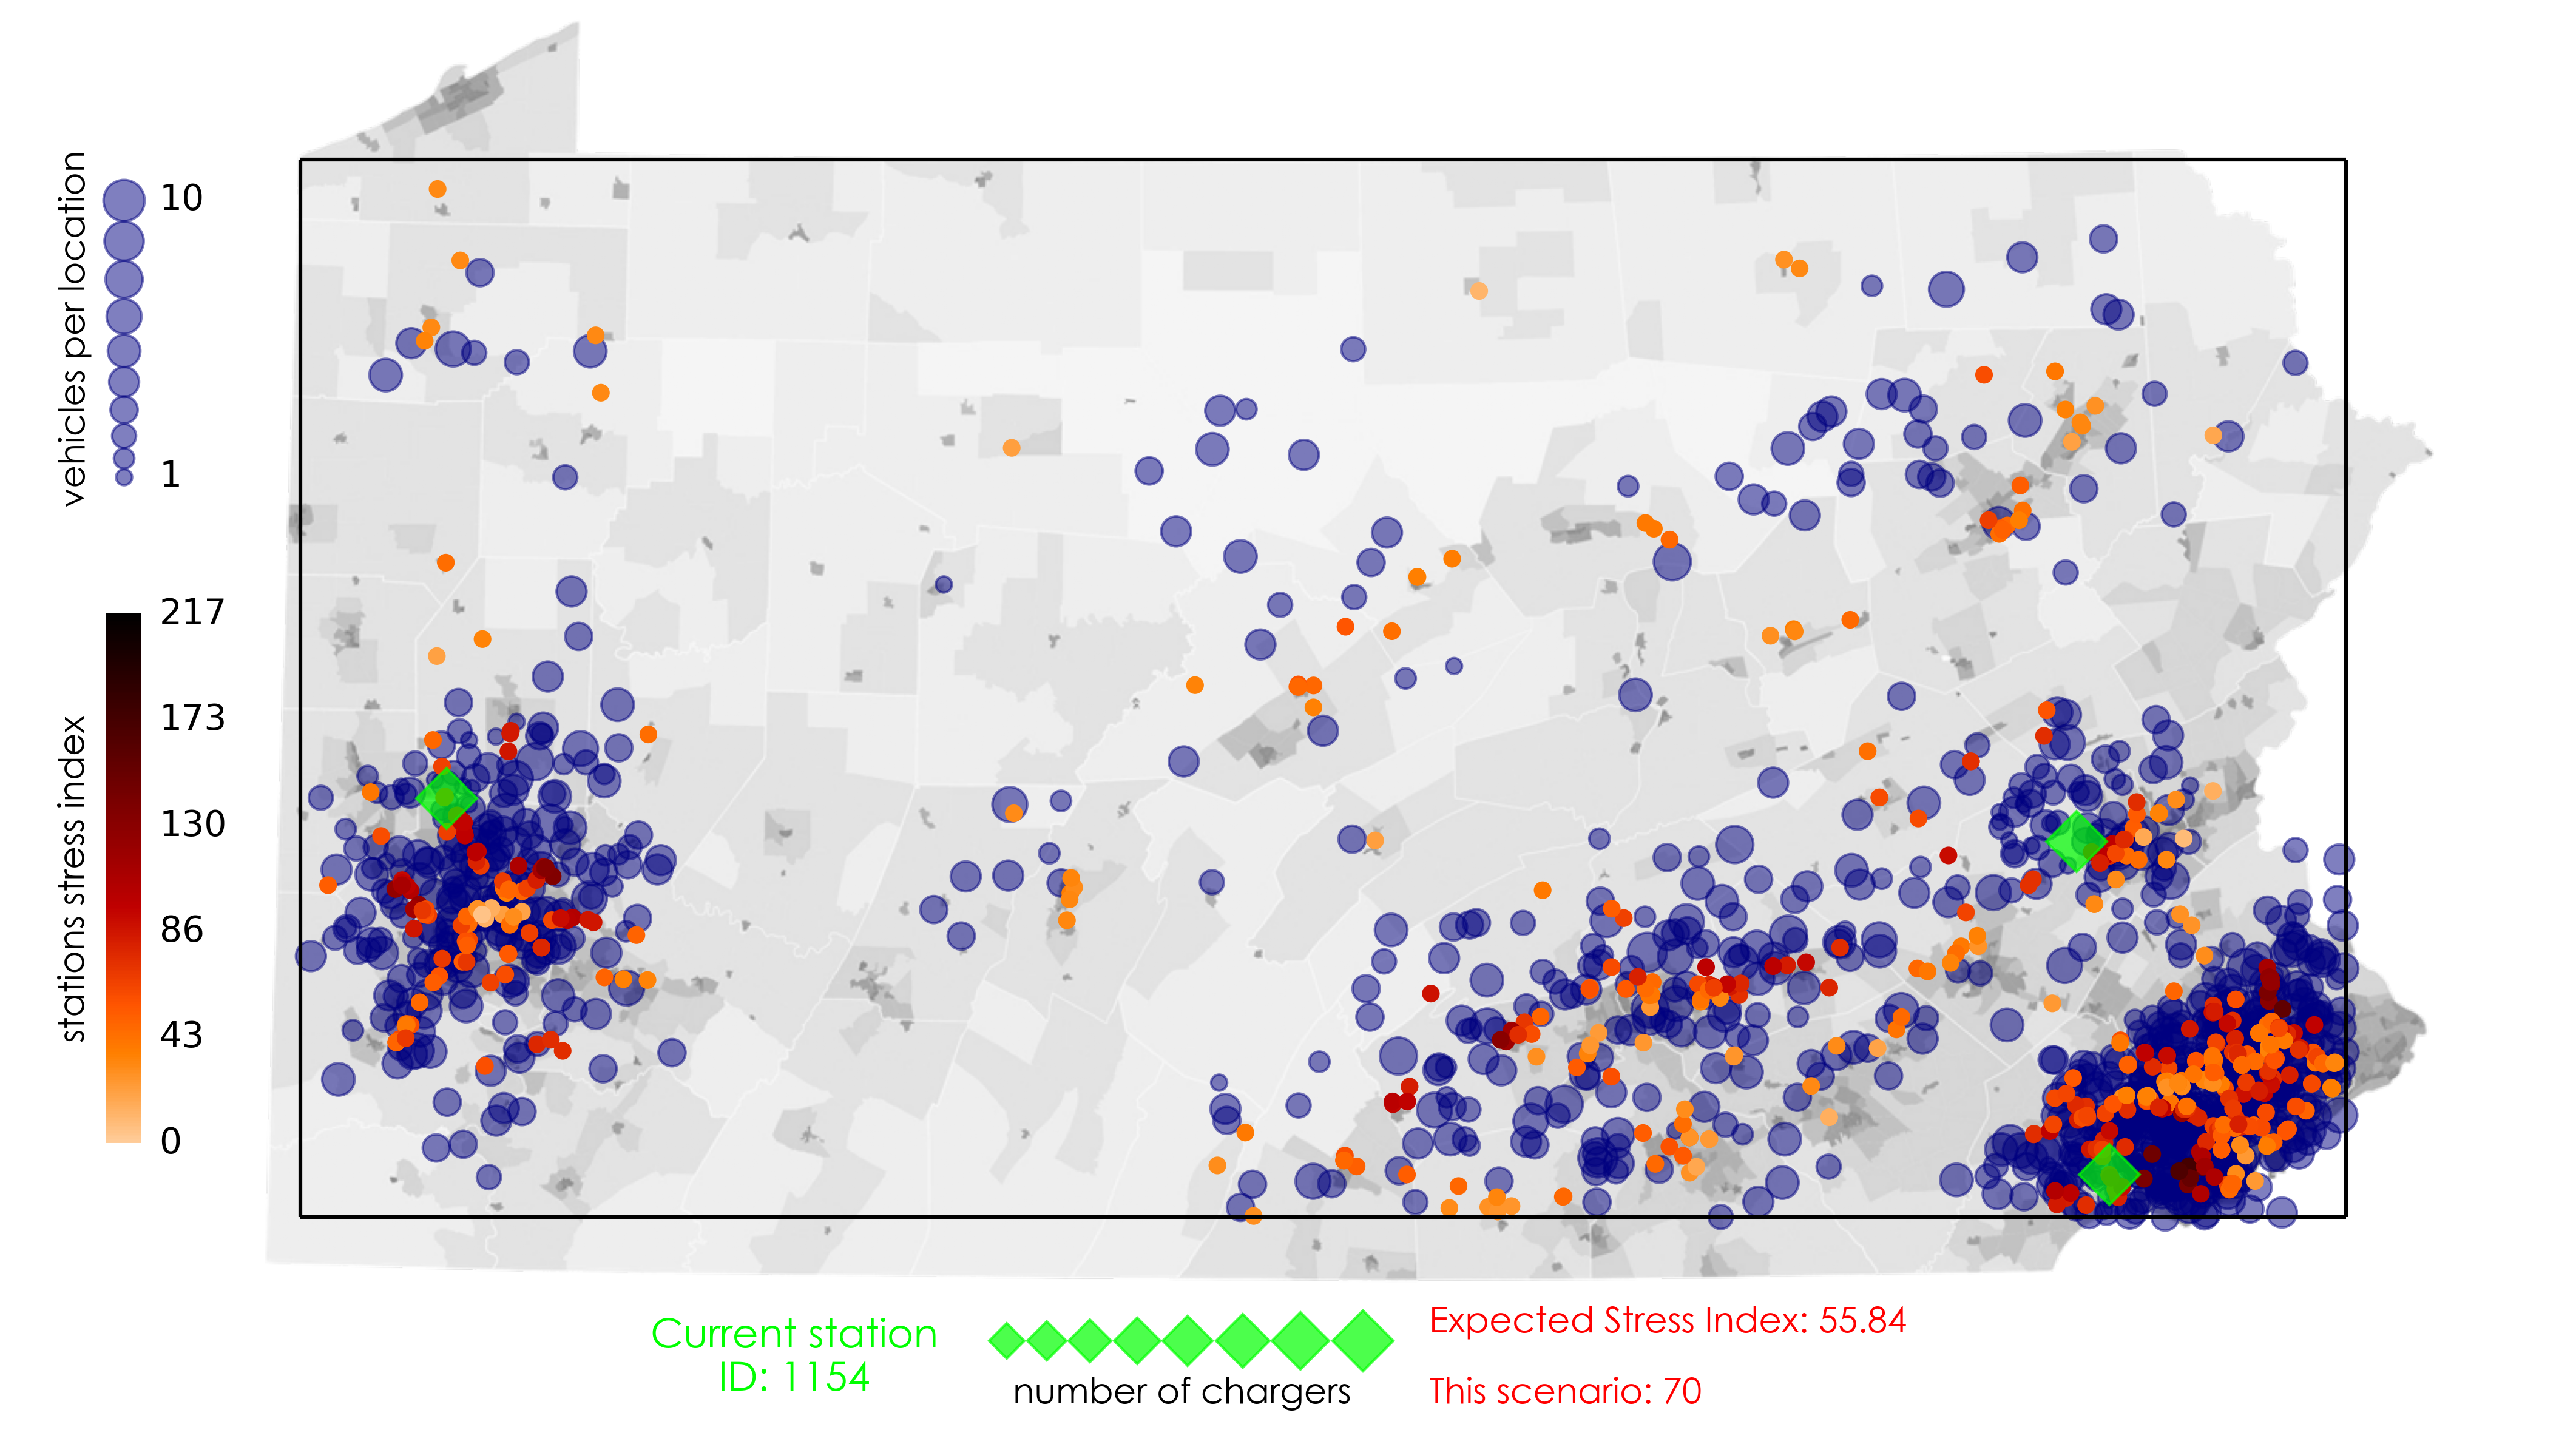 vehicles per location
10
1
stations stress index
217
173
130
86
43
0
Current station
ID: 1154
number of chargers
Expected Stress Index: 55.84
This scenario: 70